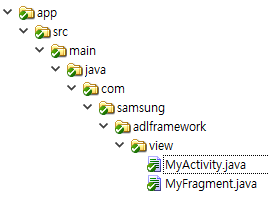 app
src
main
java
com
samsung
adlframework
view
MyActivity.java
MyFragment.java